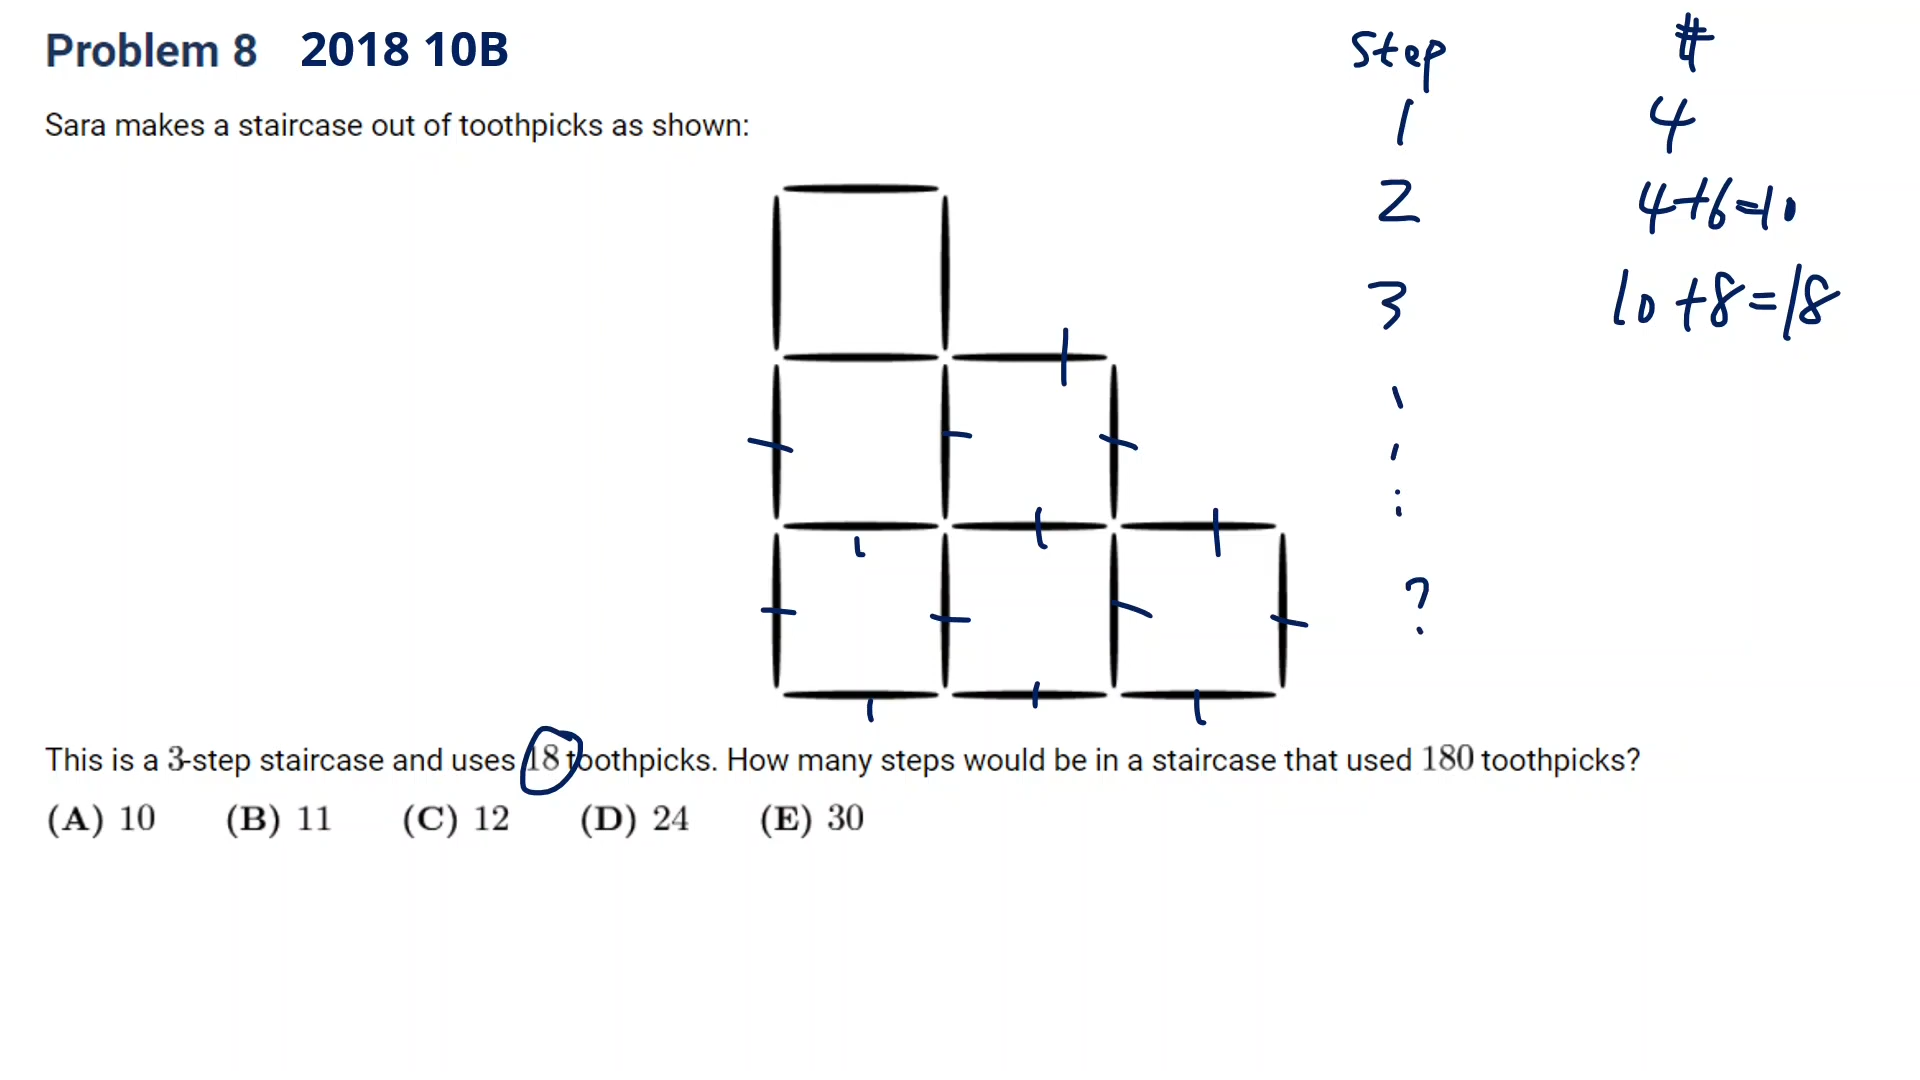 Problem 8 2018 10B
Sara makes a staircase out of toothpicks as shown:
Step #
1 4
2 4+6=10
3 10+8=18
?
This is a 3-step staircase and uses 18 toothpicks. How many steps would be in a staircase that used 180 toothpicks?
(A) 10 (B) 11 (C) 12 (D) 24 (E) 30